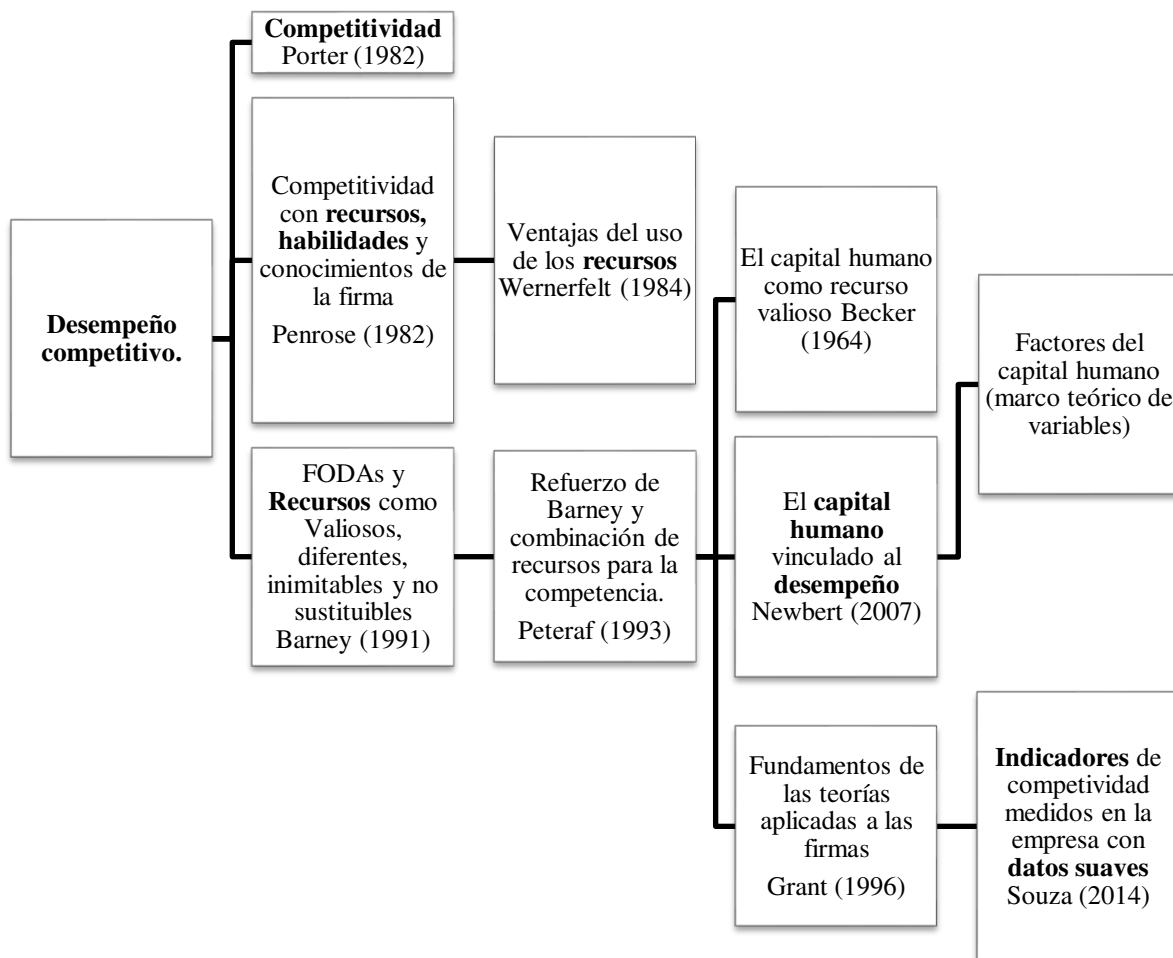 Competitividad
Porter (1982)
Competitividad
con recursos,
habilidades y
conocimientos de
la firma
Penrose (1982)
Ventajas del uso
de los recursos
Wernerfelt (1984)
El capital humano
como recurso
valioso Becker
(1964)
Desempeño
competitivo.
Factores del
capital humano
(marco teórico de
variables)
FODAs y
Recursos como
Valiosos,
diferentes,
inimitables y no
sustituibles
Barney (1991)
Refuerzo de
Barney y
combinación de
recursos para la
competencia.
Peteraf (1993)
El capital
humano
vinculado al
desempeño
Newbert (2007)
Fundamentos de
las teorías
aplicadas a las
firmas
Grant (1996)
Indicadores de
competividad
medidos en la
empresa con
datos suaves
Souza (2014)